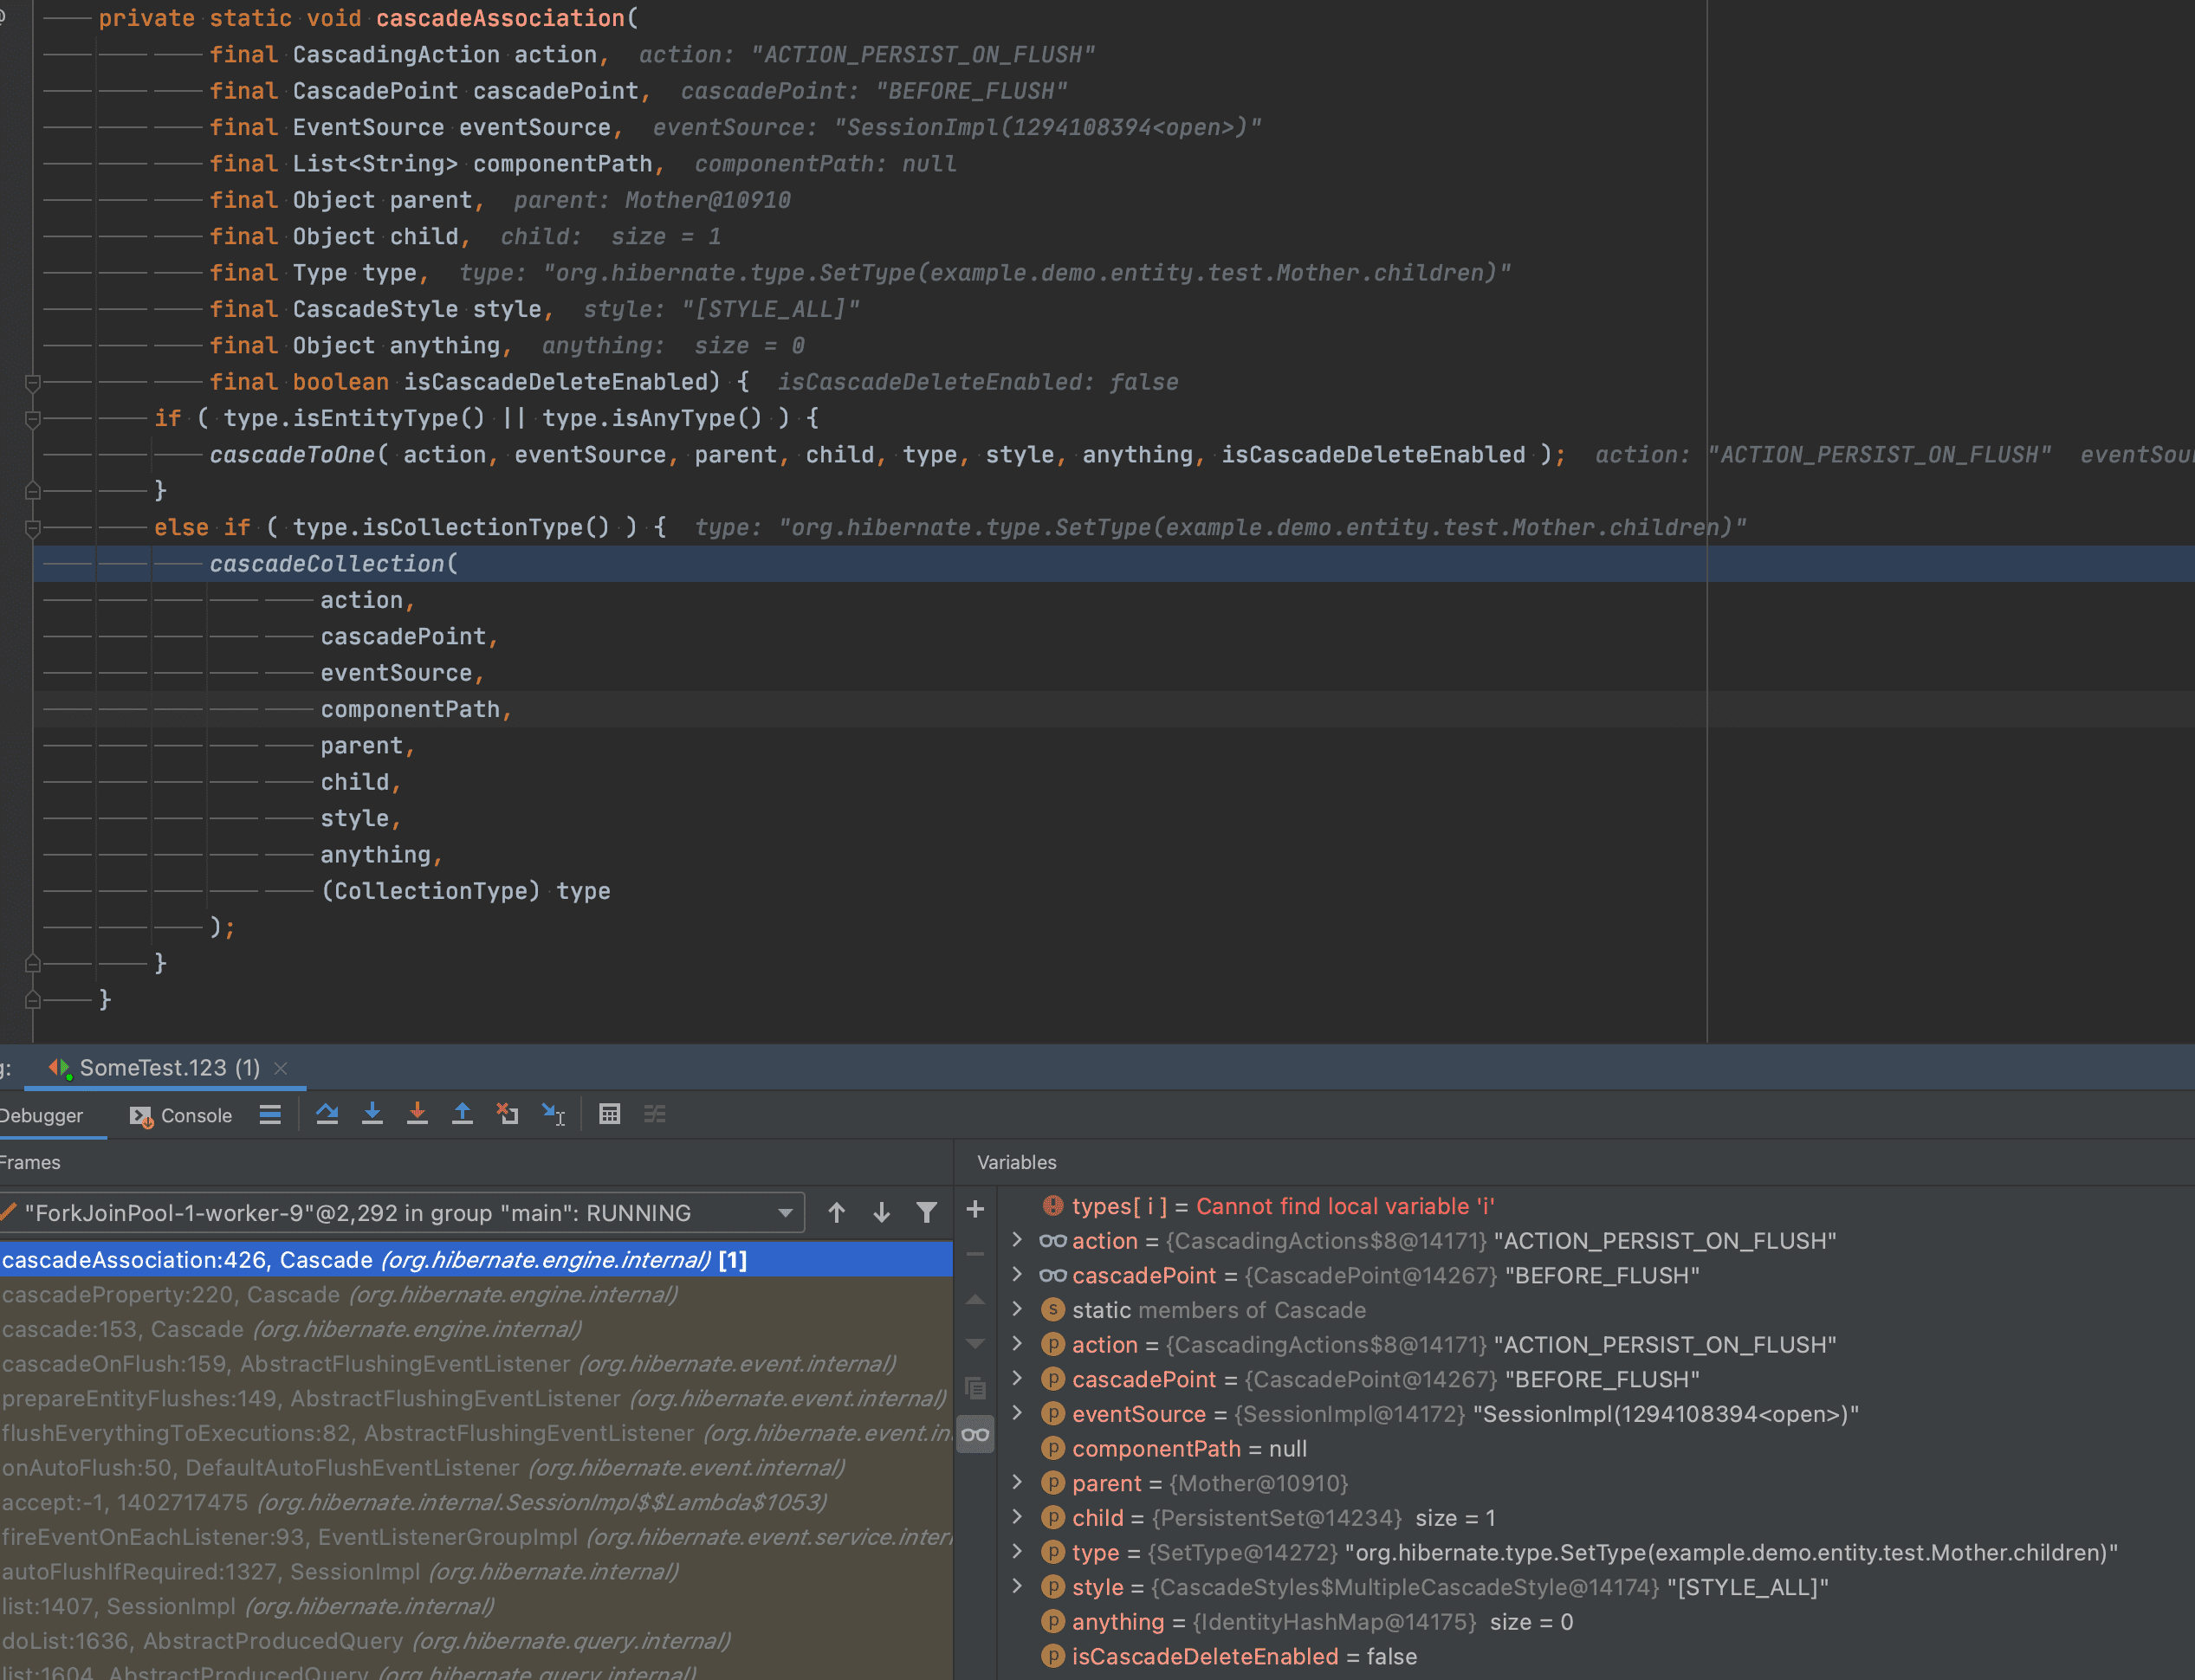 private static void cascadeAssociation(
final CascadingAction action, action: "ACTION_PERSIST_ON_FLUSH"
final CascadePoint cascadePoint, cascadePoint: "BEFORE_FLUSH"
final EventSource eventSource, eventSource: "SessionImpl(1294108394<open>)"
final List<String> componentPath, componentPath: null
final Object parent, parent: Mother@10910
final Object child, child: size = 1
final Type type, type: "org.hibernate.type.SetType(example.demo.entity.test.Mother.children)"
final CascadeStyle style, style: "[STYLE_ALL]"
final Object anything, anything: size = 0
final boolean isCascadeDeleteEnabled) { isCascadeDeleteEnabled: false
if ( type.isEntityType() || type.isAnyType() ) {
cascadeToOne( action, eventSource, parent, child, type, style, anything, isCascadeDeleteEnabled ); action: "ACTION_PERSIST_ON_FLUSH" eventSou
}
else if ( type.isCollectionType() ) { type: "org.hibernate.type.SetType(example.demo.entity.test.Mother.children)"
cascadeCollection(
action,
cascadePoint,
eventSource,
componentPath,
parent,
child,
style,
anything,
(CollectionType) type
);
}
}
g: SomeTest.123 (1)
Debugger Console
Frames
"ForkJoinPool-1-worker-9"@2,292 in group "main": RUNNING
cascadeAssociation:426, Cascade (org.hibernate.engine.internal) [1]
cascadeProperty:220, Cascade (org.hibernate.engine.internal)
cascade:153, Cascade (org.hibernate.engine.internal)
cascadeOnFlush:159, AbstractFlushingEventListener (org.hibernate.event.internal)
prepareEntityFlushes:149, AbstractFlushingEventListener (org.hibernate.event.internal)
flushEverythingToExecutions:82, AbstractFlushingEventListener (org.hibernate.event.in
onAutoFlush:50, DefaultAutoFlushEventListener (org.hibernate.event.internal)
accept:-1, 1402717475 (org.hibernate.internal.SessionImpl$$Lambda$1053)
fireEventOnEachListener:93, EventListenerGroupImpl (org.hibernate.event.service.inter
autoFlushIfRequired:1327, SessionImpl (org.hibernate.internal)
list:1407, SessionImpl (org.hibernate.internal)
doList:1636, AbstractProducedQuery (org.hibernate.query.internal)
list:1604, AbstractProducedQuery (org.hibernate.query.internal)
Variables
types[ i ] = Cannot find local variable 'i'
action = {CascadingActions$8@14171} "ACTION_PERSIST_ON_FLUSH"
cascadePoint = {CascadePoint@14267} "BEFORE_FLUSH"
s static members of Cascade
p action = {CascadingActions$8@14171} "ACTION_PERSIST_ON_FLUSH"
p cascadePoint = {CascadePoint@14267} "BEFORE_FLUSH"
p eventSource = {SessionImpl@14172} "SessionImpl(1294108394<open>)"
p componentPath = null
p parent = {Mother@10910}
p child = {PersistentSet@14234} size = 1
p type = {SetType@14272} "org.hibernate.type.SetType(example.demo.entity.test.Mother.children)"
p style = {CascadeStyles$MultipleCascadeStyle@14174} "[STYLE_ALL]"
p anything = {IdentityHashMap@14175} size = 0
p isCascadeDeleteEnabled = false